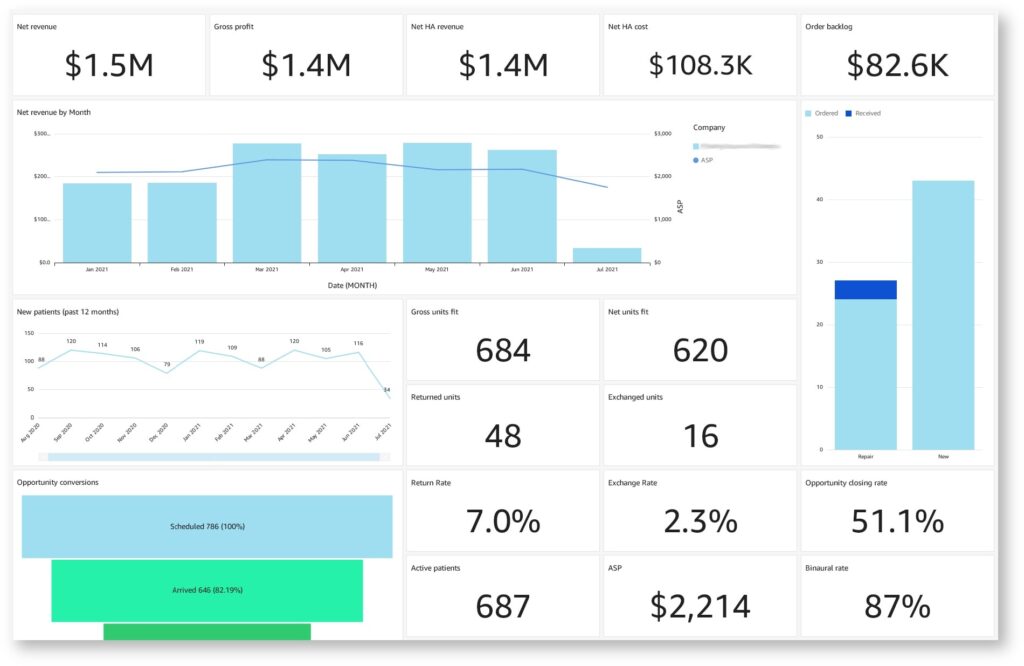 Net revenue
$1.5M
Gross profit
$1.4M
Net HA revenue
$1.4M
Net HA cost
$108.3K
Order backlog
$82.6K
Net revenue by Month
$300...
$200...
$100...
$0.0
$3,000
$2,000
$1,000
$0
ASP
Jan 2021
Feb 2021
Mar 2021
Apr 2021
May 2021
Jun 2021
Jul 2021
Date (MONTH)
Company
ASP
Ordered
Received
50
40
30
20
10
0
Repair
New
New patients (past 12 months)
150
100
50
0
88
120
114
106
79
119
109
88
120
105
116
34
Aug 2020
Sep 2020
Oct 2020
Nov 2020
Dec 2020
Jan 2021
Feb 2021
Mar 2021
Apr 2021
May 2021
Jun 2021
Jul 2021
Gross units fit
684
Net units fit
620
Returned units
48
Exchanged units
16
Opportunity conversions
Scheduled 786 (100%)
Arrived 646 (82.19%)
Return Rate
7.0%
Exchange Rate
2.3%
Opportunity closing rate
51.1%
Active patients
687
ASP
$2,214
Binaural rate
87%